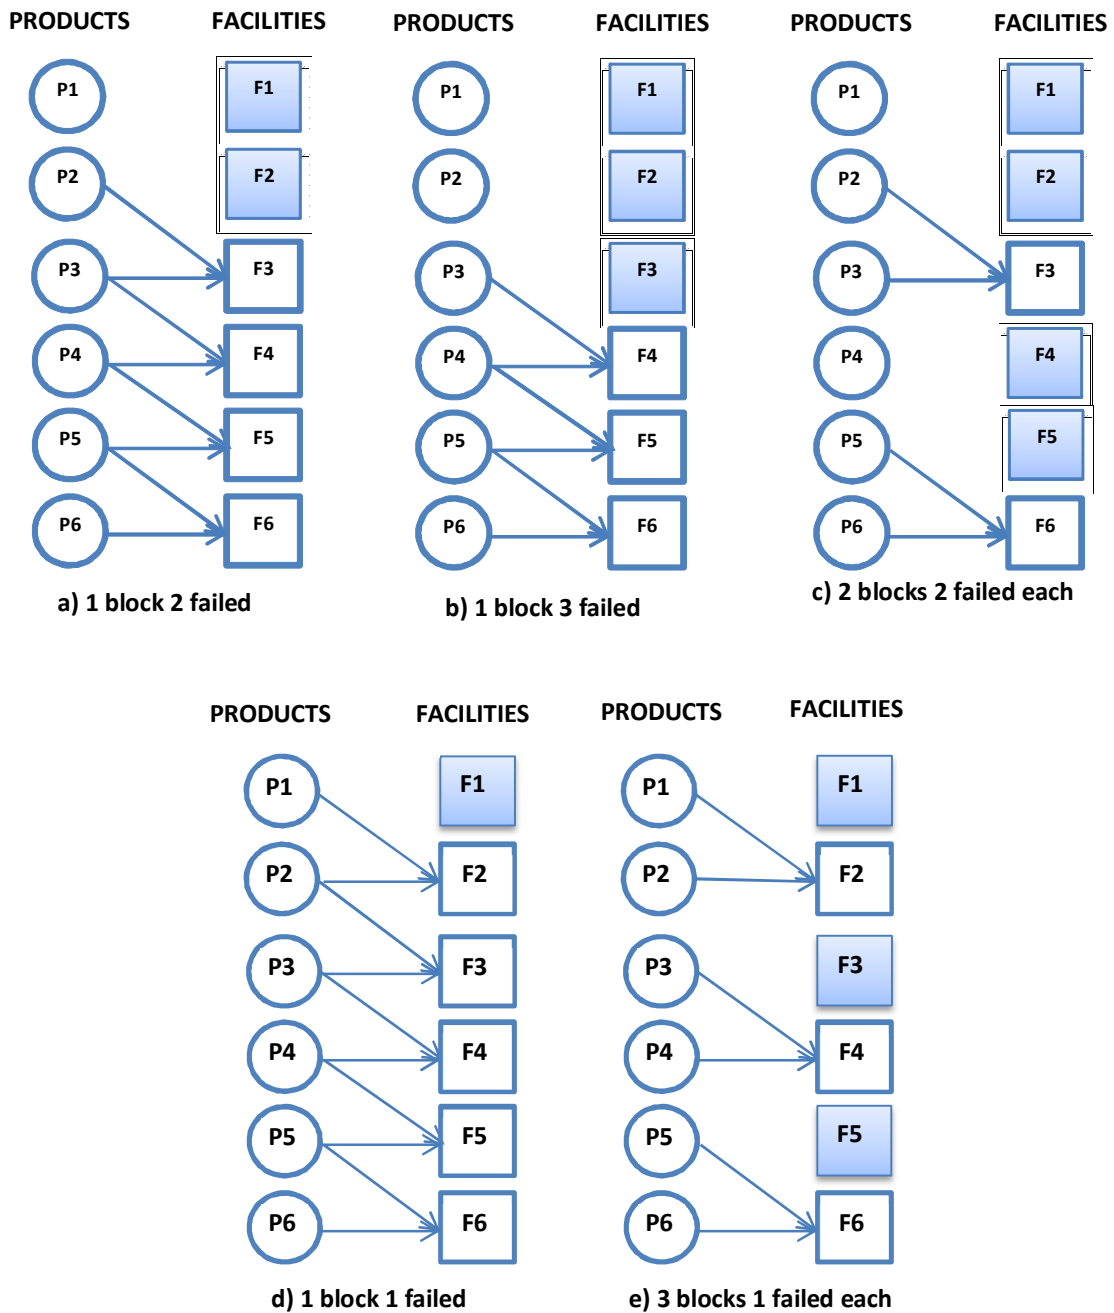 PRODUCTS FACILITIES PRODUCTS FACILITIES PRODUCTS FACILITIES
P1 F1 P1 F1 P1 F1
P2 F2 P2 F2 P2 F2
P3 F3 P3 F3 P3 F3
P4 F4 P4 F4 P4 F4
P5 F5 P5 F5 P5 F5
P6 F6 P6 F6 P6 F6
a) 1 block 2 failed b) 1 block 3 failed c) 2 blocks 2 failed each
PRODUCTS FACILITIES PRODUCTS FACILITIES
P1 F1 P1 F1
P2 F2 P2 F2
P3 F3 P3 F3
P4 F4 P4 F4
P5 F5 P5 F5
P6 F6 P6 F6
d) 1 block 1 failed e) 3 blocks 1 failed each